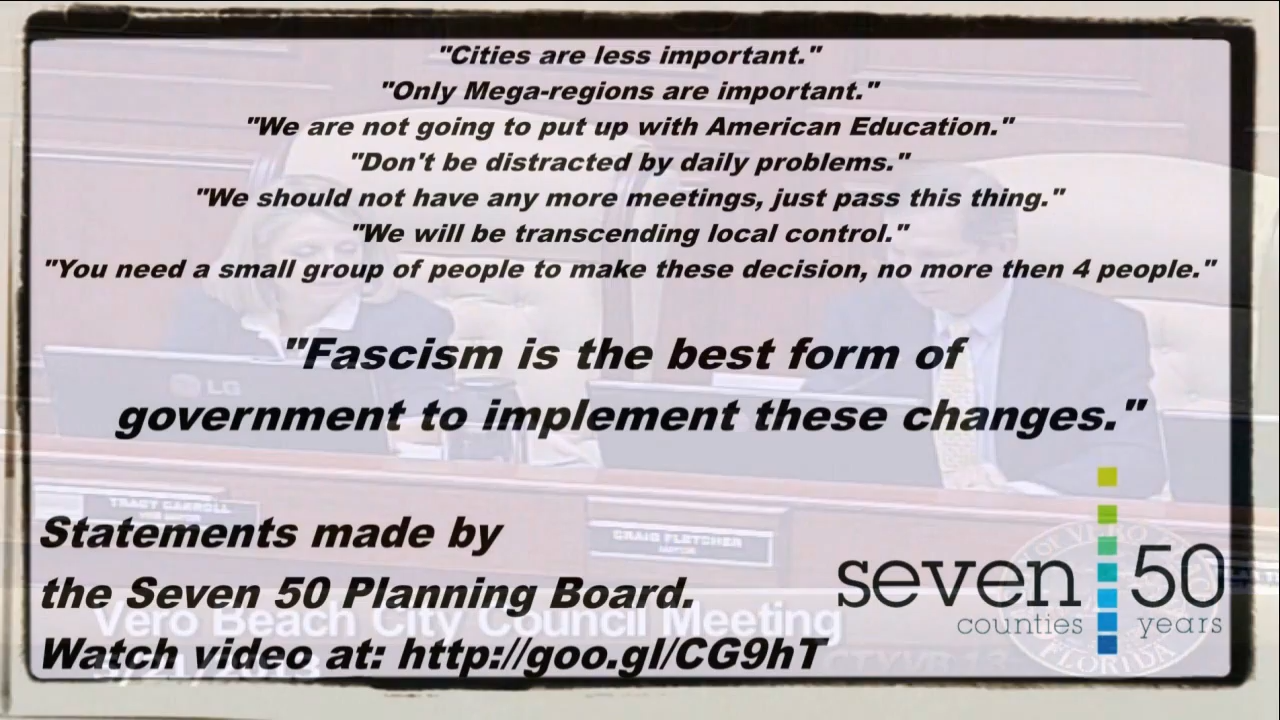 "Cities are less important."
"Only Mega-regions are important."
"We are not going to put up with American Education."
"Don't be distracted by daily problems."
"We should not have any more meetings, just pass this thing."
"We will be transcending local control."
"You need a small group of people to make these decision, no more then 4 people."
"Fascism is the best form of
government to implement these changes."
LG
TRACY CARROLL
CRAIG FLETCHER
Statements made by
the Seven 50 Planning Board.
Vero Beach City Council Meeting
Watch video at: http://goo.gl/CG9hT
seven 50
counties years
FLORIDA